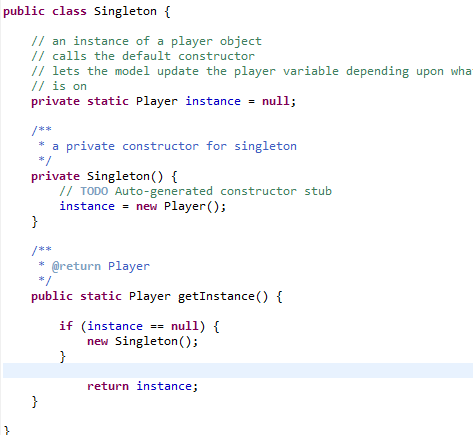 public class Singleton {
// an instance of a player object
// calls the default constructor
// lets the model update the player variable depending upon
// is on
private static Player instance = null;
/**
* a private constructor for singleton
*/
private Singleton() {
// TODO Auto-generated constructor stub
instance = new Player();
}
/**
* @return Player
*/
public static Player getInstance() {
if (instance == null) {
new Singleton();
}
return instance;
}
}